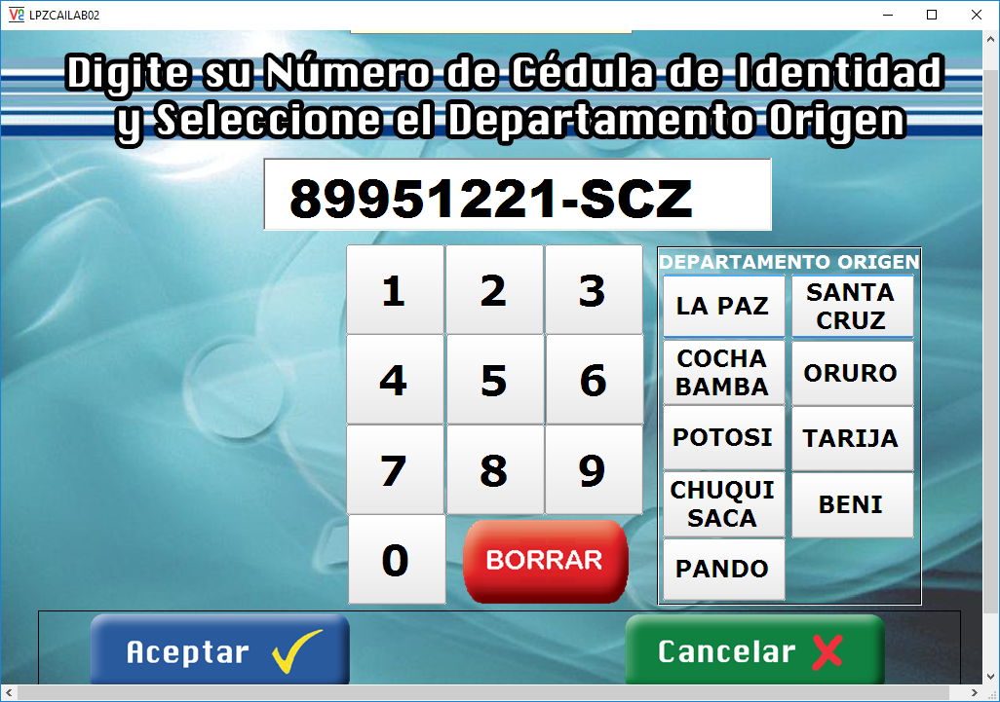 LPZCAILAB02
Digite su Número de Cédula de Identidad
y Seleccione el Departamento Origen
89951221-SCZ
1 2 3
4 5 6
7 8 9
0 BORRAR
DEPARTAMENTO ORIGEN
LA PAZ
SANTA
CRUZ
COCHA
BAMBA
ORURO
POTOSI
TARIJA
CHUQUI
SACA
BENI
PANDO
Aceptar
Cancelar